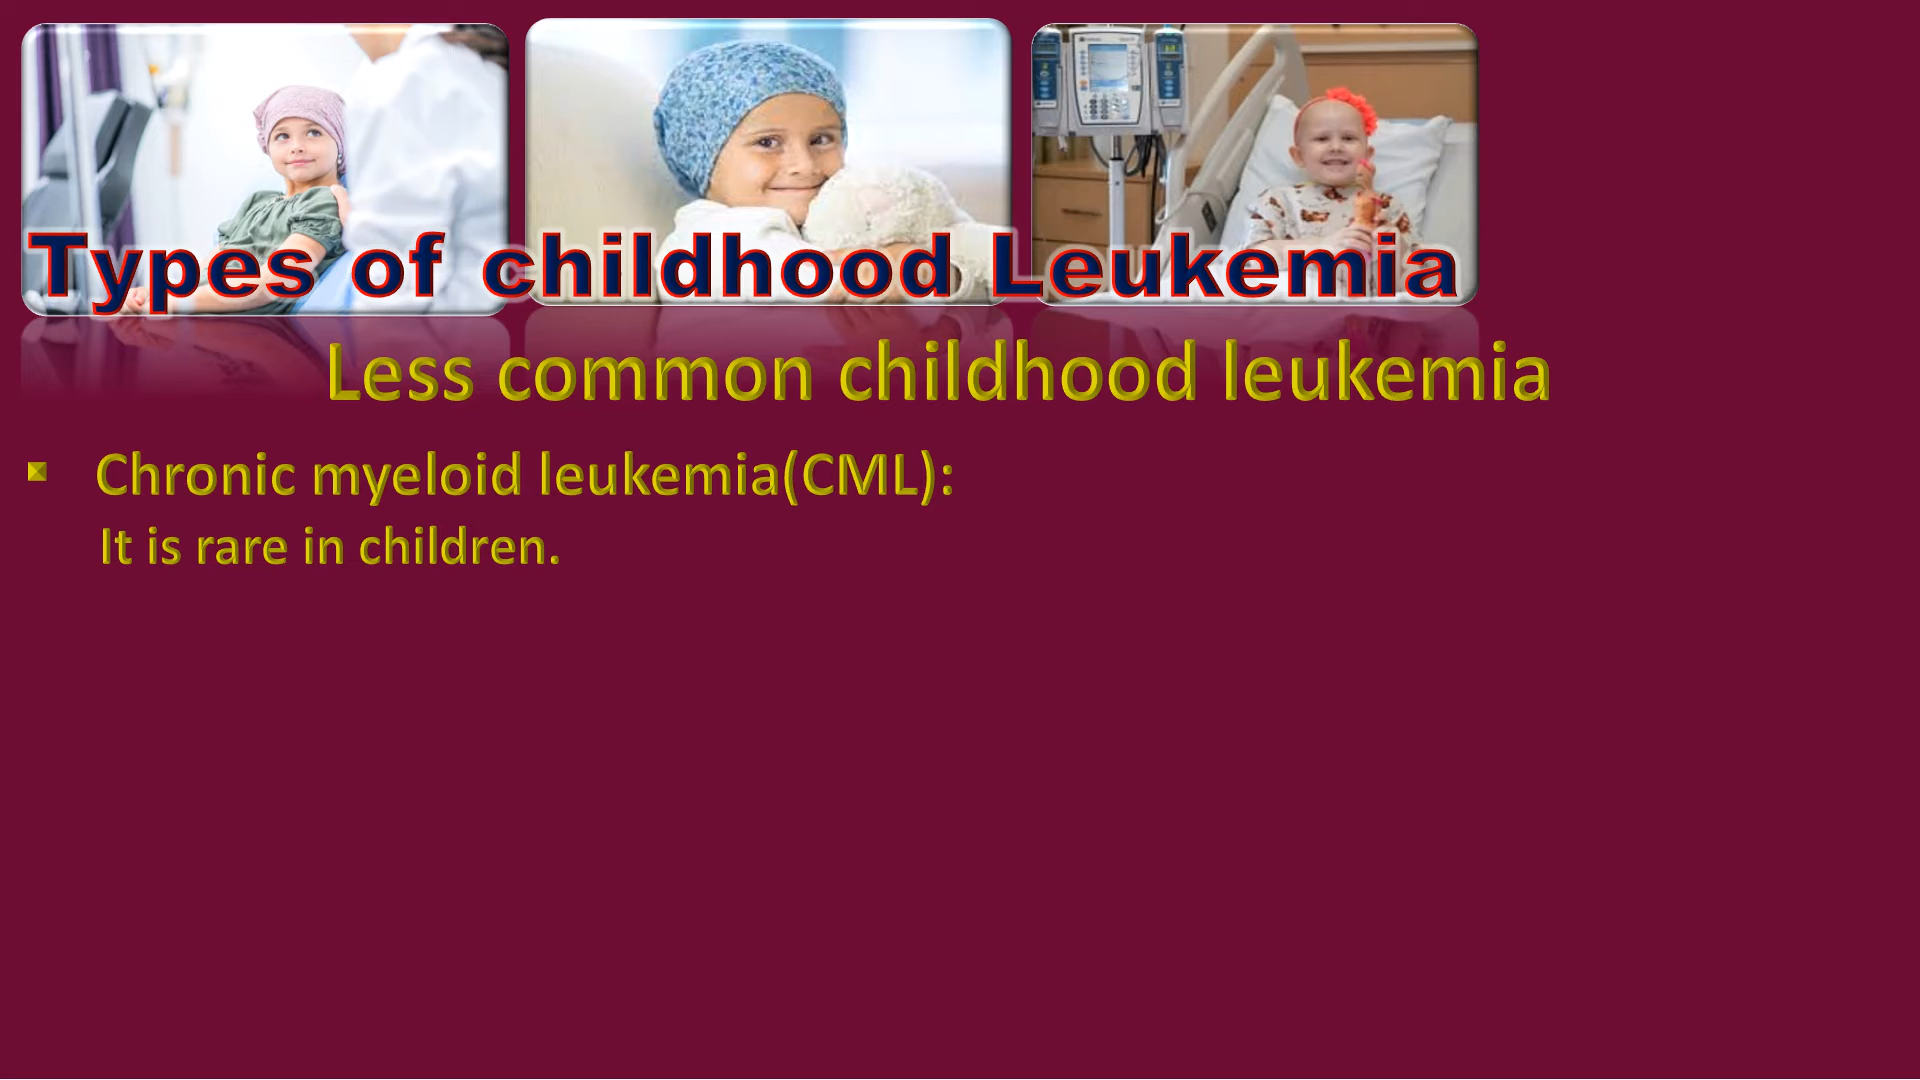 Types of childhood Leukemia
Less common childhood leukemia
▪ Chronic myeloid leukemia(CML):
It is rare in children.